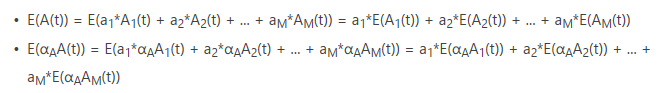 • E(A(t)) = E(a₁*A₁(t) + a₂*A₂(t) + ... + aₘ*Aₘ(t)) = a₁*E(A₁(t)) + a₂*E(A₂(t)) + ... + aₘ*E(Aₘ(t))
• E(αAA(t)) = E(a₁*αAA₁(t) + a₂*αAA₂(t) + ... + aₘ*αAAₘ(t)) = a₁*E(αAA₁(t)) + a₂*E(αAA₂(t)) + ... +
aₘ*E(αAAₘ(t))